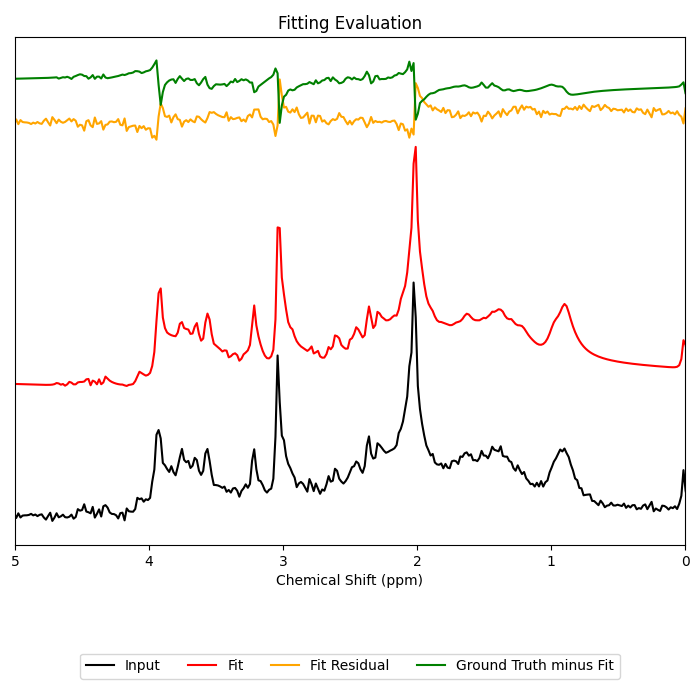 Fitting Evaluation
5 4 3 2 1 0
Chemical Shift (ppm)
Input Fit Fit Residual Ground Truth minus Fit